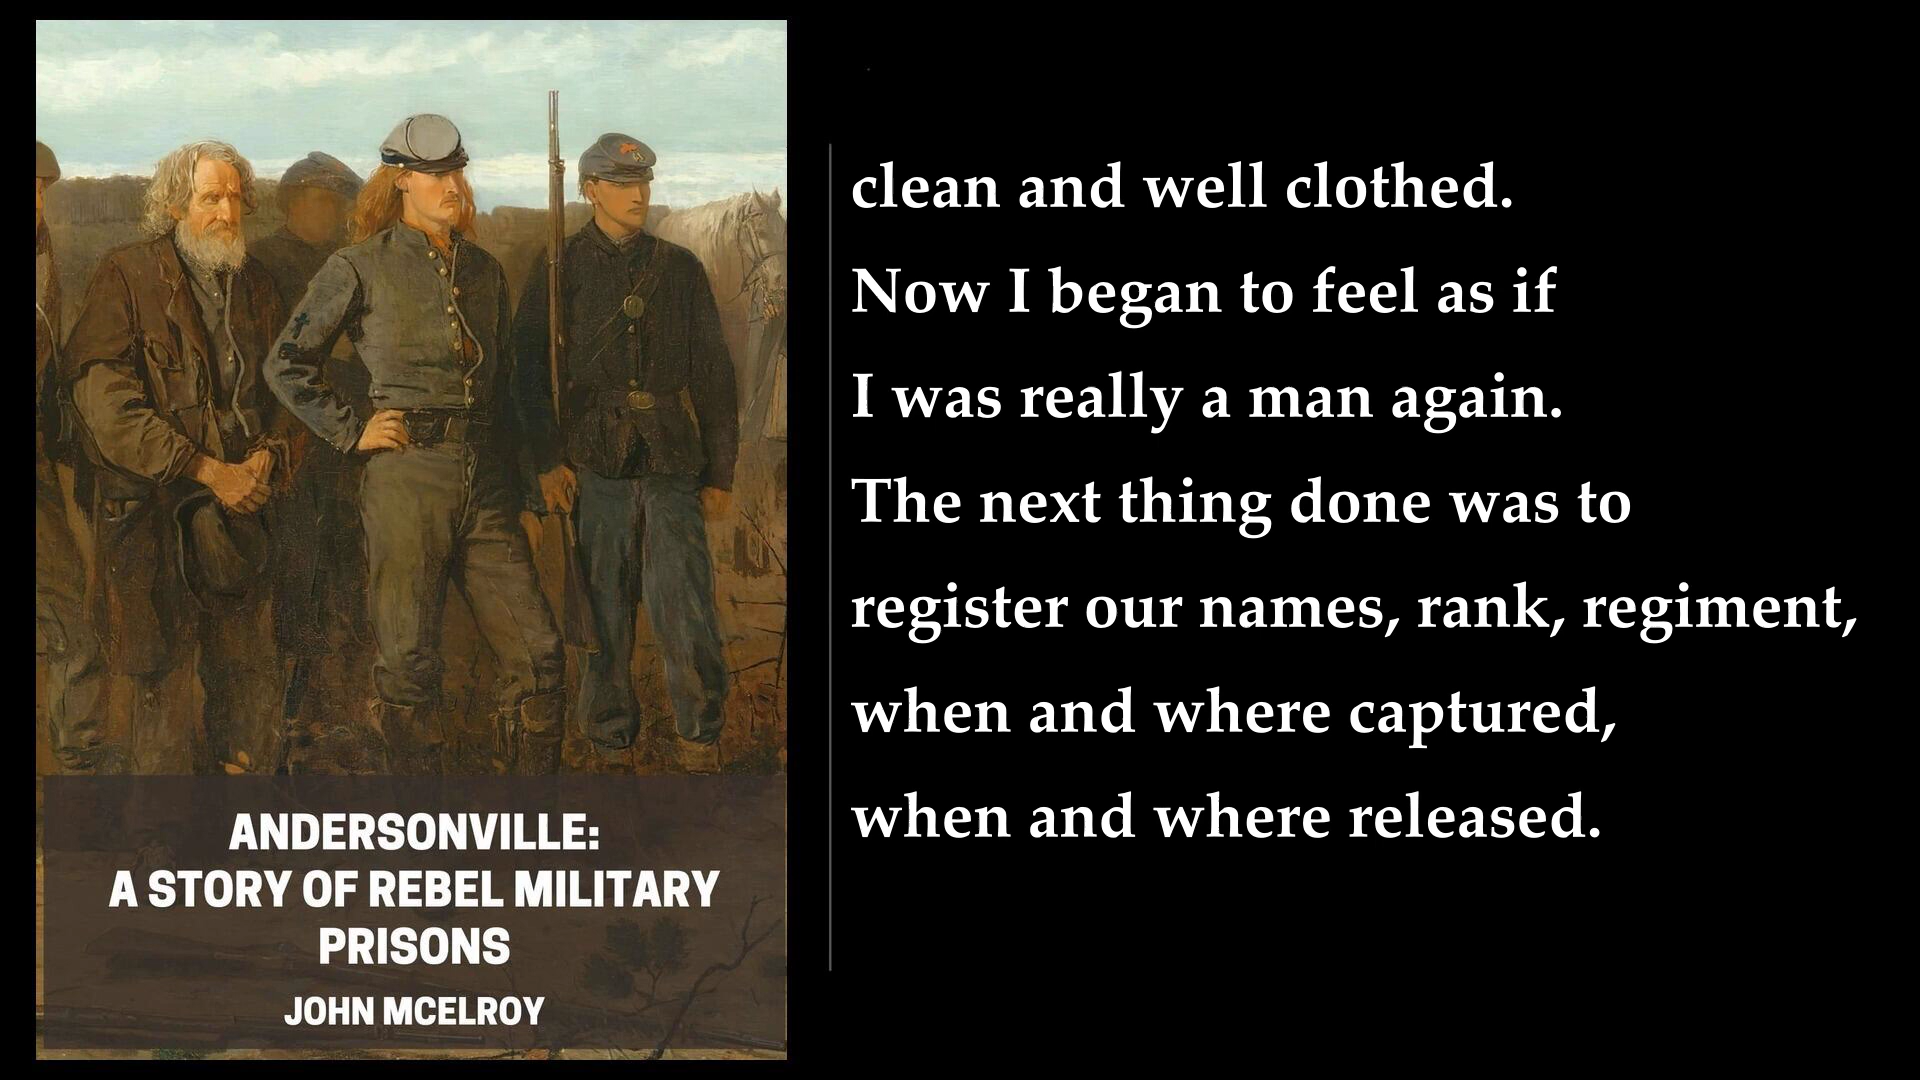 ANDERSONVILLE:
A STORY OF REBEL MILITARY
PRISONS
JOHN MCELROY
clean and well clothed.
Now I began to feel as if
I was really a man again.
The next thing done was to
register our names, rank, regiment,
when and where captured,
when and where released.